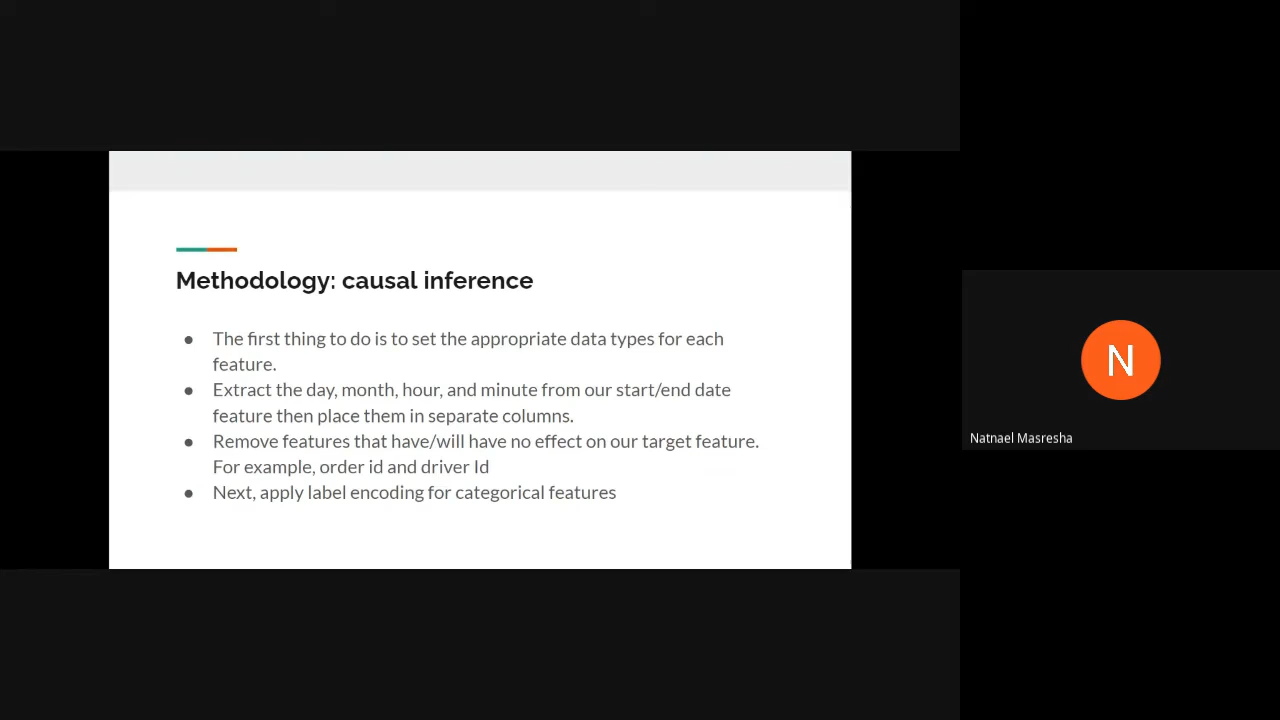 Methodology: causal inference
● The first thing to do is to set the appropriate data types for each
feature.
● Extract the day, month, hour, and minute from our start/end date
feature then place them in separate columns.
● Remove features that have/will have no effect on our target feature.
For example, order id and driver Id
● Next, apply label encoding for categorical features
N
Natnael Masresha